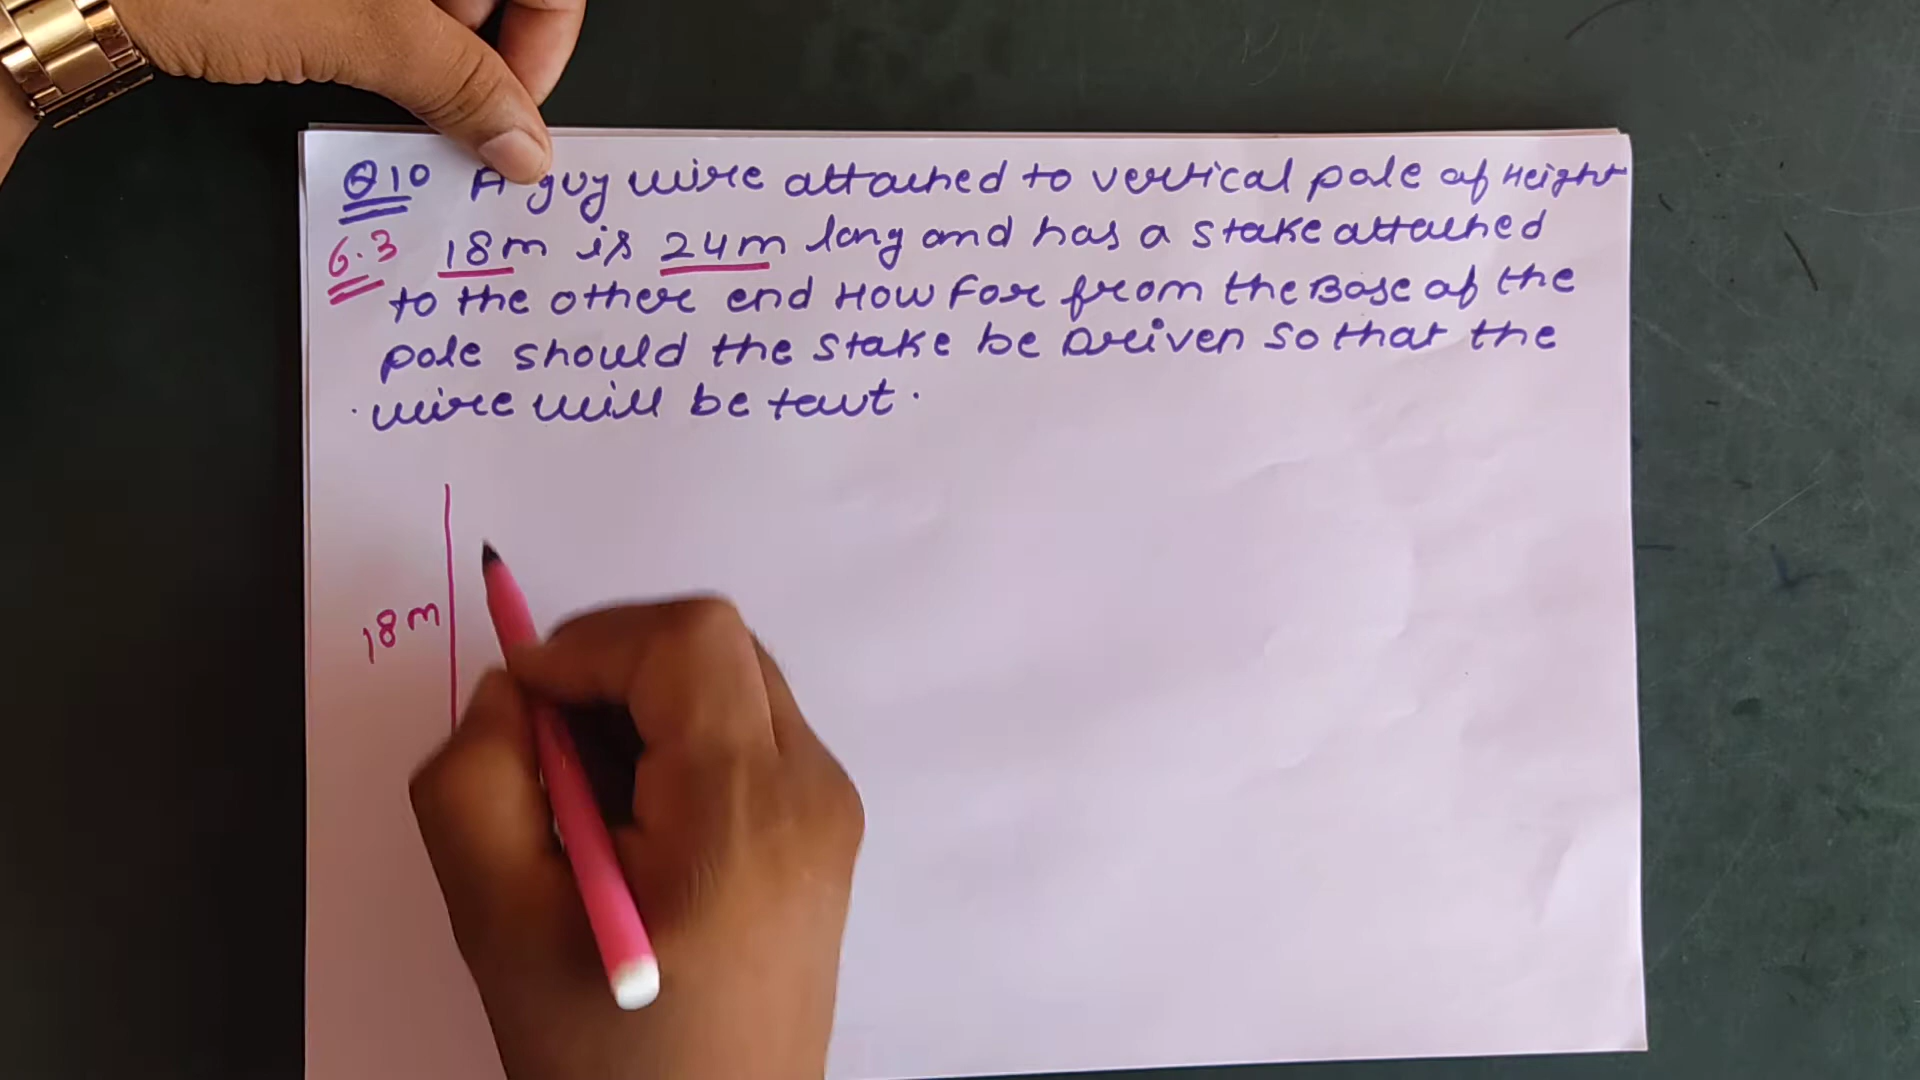 Q10 A guy wire attached to vertical pole of Height
6.3 18m is 24m long and has a stake attached
to the other end How For from the Base of the
pole should the stake be Driven so that the
wire will be taut.
18m